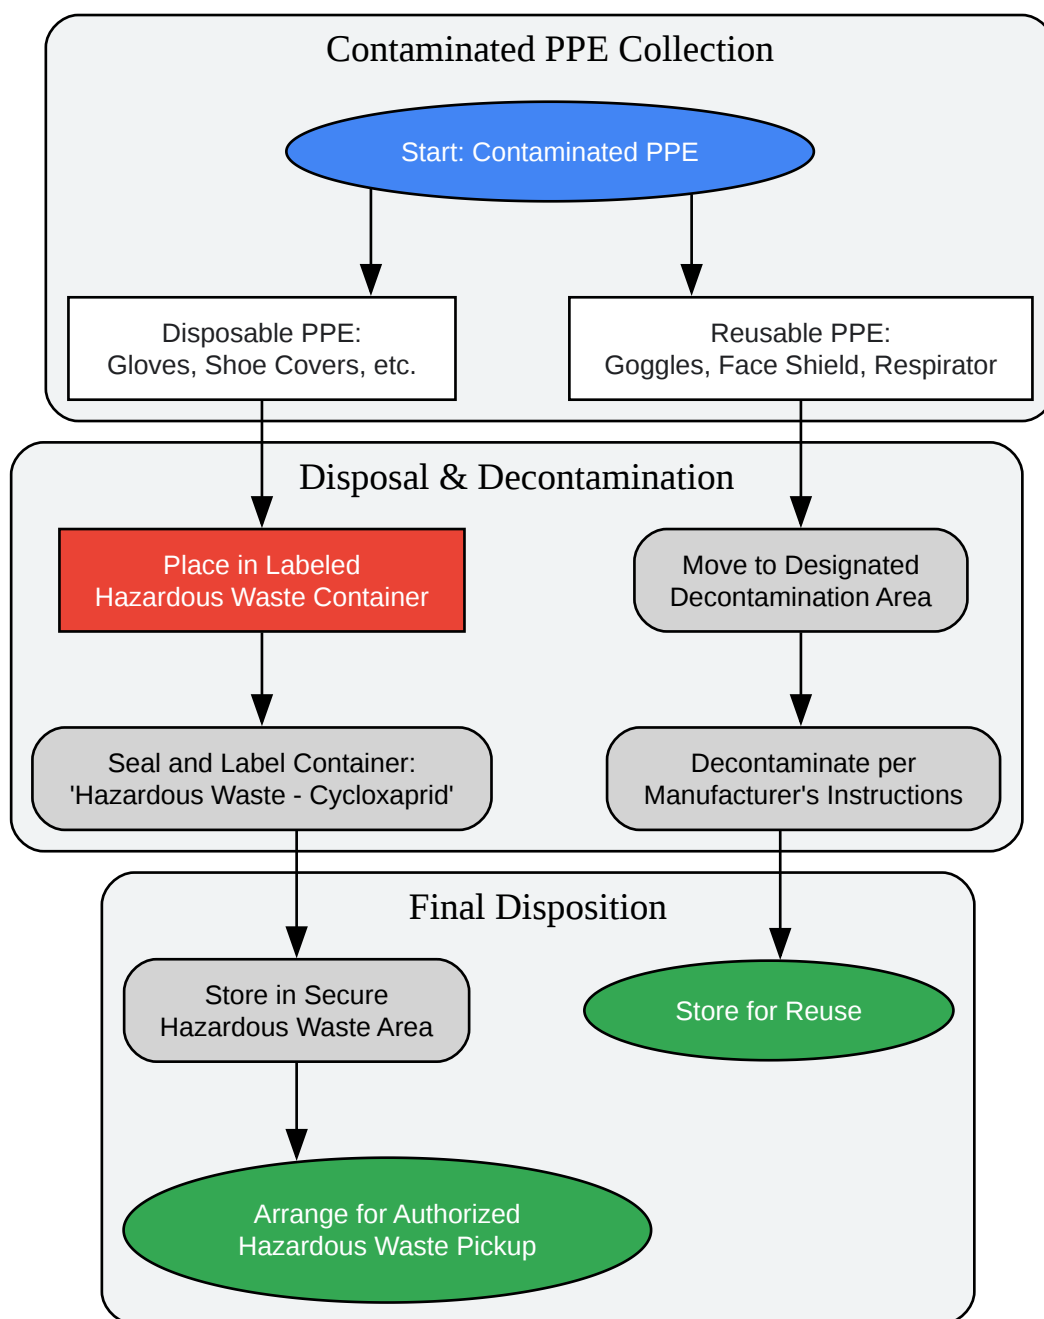 Contaminated PPE Collection
Start: Contaminated PPE
Disposable PPE:
Gloves, Shoe Covers, etc.
Reusable PPE:
Goggles, Face Shield, Respirator
Disposal & Decontamination
Place in Labeled
Hazardous Waste Container
Move to Designated
Decontamination Area
Seal and Label Container:
'Hazardous Waste - Cycloxaprid'
Decontaminate per
Manufacturer's Instructions
Final Disposition
Store in Secure
Hazardous Waste Area
Store for Reuse
Arrange for Authorized
Hazardous Waste Pickup